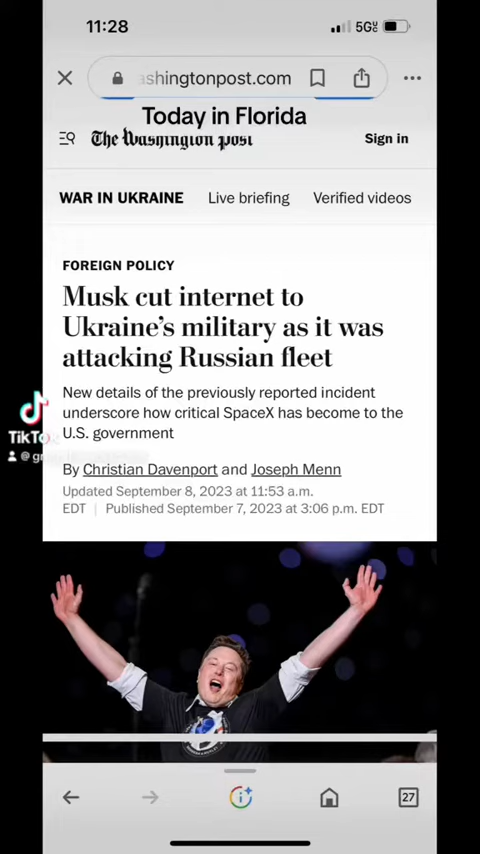 11:28
5G
ashingtonpost.com
Today in Florida
The Washington Post
Sign in
WAR IN UKRAINE Live briefing Verified videos
FOREIGN POLICY
Musk cut internet to
Ukraine's military as it was
attacking Russian fleet
New details of the previously reported incident
underscore how critical SpaceX has become to the
U.S. government
By Christian Davenport and Joseph Menn
Updated September 8, 2023 at 11:53 a.m.
EDT | Published September 7, 2023 at 3:06 p.m. EDT
TikTok
27